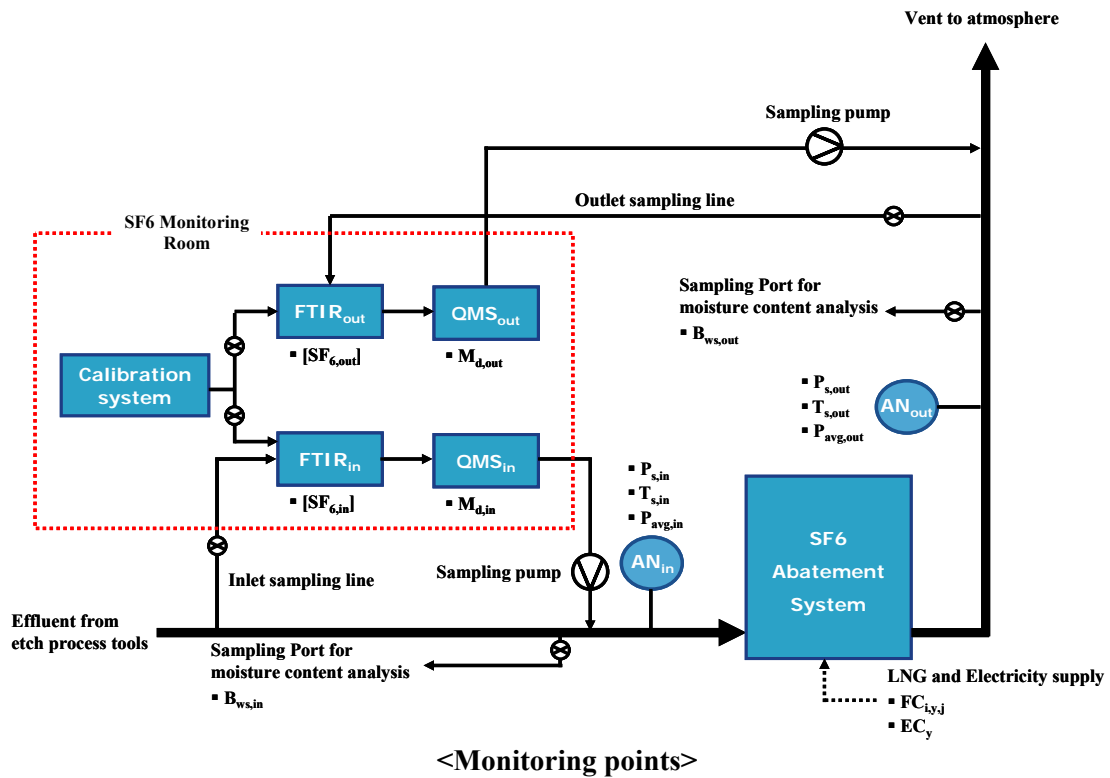 Vent to atmosphere
Sampling pump
Outlet sampling line
SF6 Monitoring
Room
Sampling Port for
moisture content analysis
▪ Bws,out
FTIRout
QMSout
▪ [SF6,out]
▪ Md,out
Calibration
system
▪ Ps,out
▪ Ts,out
▪ Pavg,out
ANout
FTIRin
QMSin
▪ [SF6,in]
▪ Md,in
▪ Ps,in
▪ Ts,in
▪ Pavg,in
ANin
SF6
Abatement
System
Inlet sampling line
Sampling pump
Effluent from
etch process tools
Sampling Port for
moisture content analysis
▪ Bws,in
LNG and Electricity supply
▪ FCi,y,j
▪ ECy
<Monitoring points>